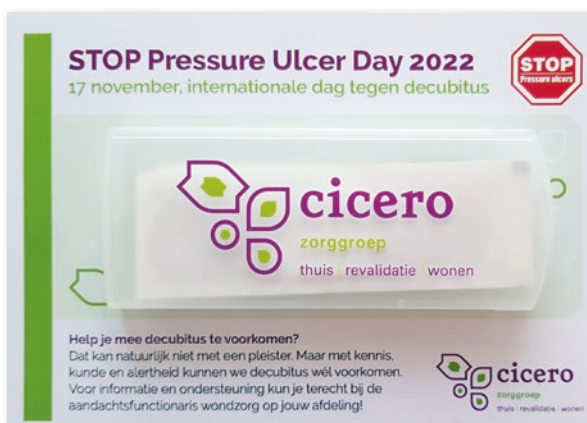 STOP Pressure Ulcer Day 2022
17 november, internationale dag tegen decubitus
STOP
Pressure ulcers
cicero
zorggroep
thuis | revalidatie | wonen
Help je mee decubitus te voorkomen?
Dat kan natuurlijk niet met een pleister. Maar met kennis,
kunde en alertheid kunnen we decubitus wél voorkomen.
Voor informatie en ondersteuning kun je terecht bij de
aandachtsfunctionaris wondzorg op jouw afdeling!
cicero
zorggroep
thuis | revalidatie | wonen